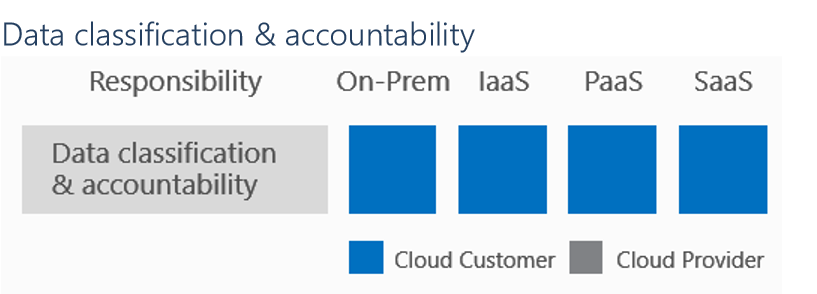 Data classification & accountability
Responsibility On-Prem IaaS PaaS SaaS
Data classification
& accountability
Cloud Customer Cloud Provider